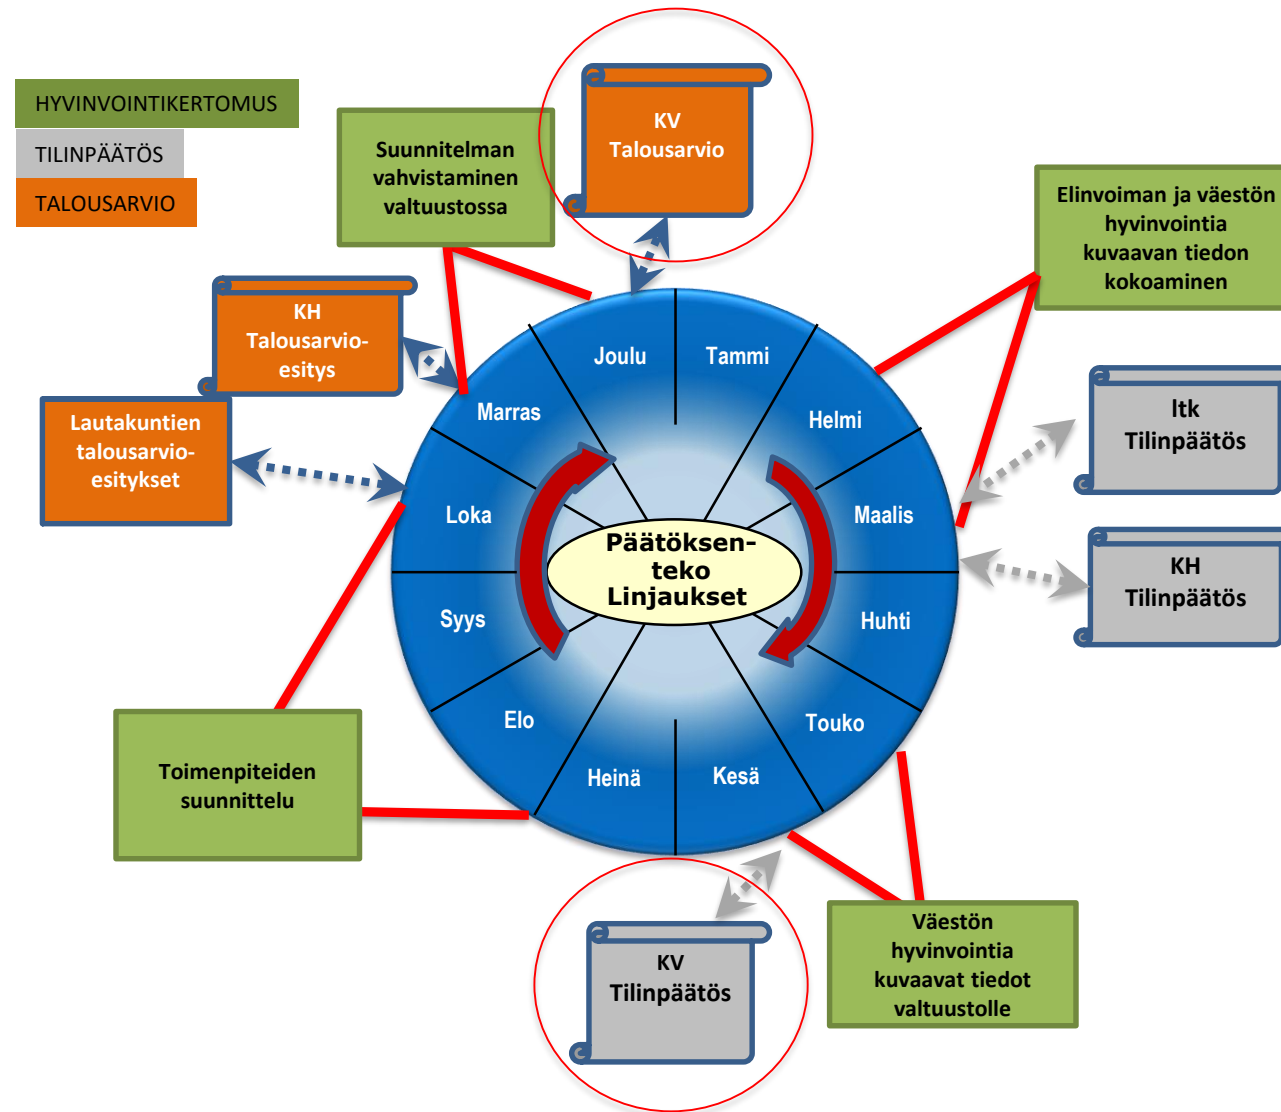 HYVINVOINTIKERTOMUS
TILINPÄÄTÖS
TALOUSARVIO
Suunnitelman
vahvistaminen
valtuustossa
KV
Talousarvio
Elinvoiman ja väestön
hyvinvointia
kuvaavan tiedon
kokoaminen
KH
Talousarvio-
esitys
Lautakuntien
talousarvio-
esitykset
ltk
Tilinpäätös
KH
Tilinpäätös
Joulu
Tammi
Marras
Helmi
Loka
Maalis
Päätöksen-
teko
Linjaukset
Syys
Huhti
Elo
Touko
Heinä
Kesä
Toimenpiteiden
suunnittelu
KV
Tilinpäätös
Väestön
hyvinvointia
kuvaavat tiedot
valtuustolle